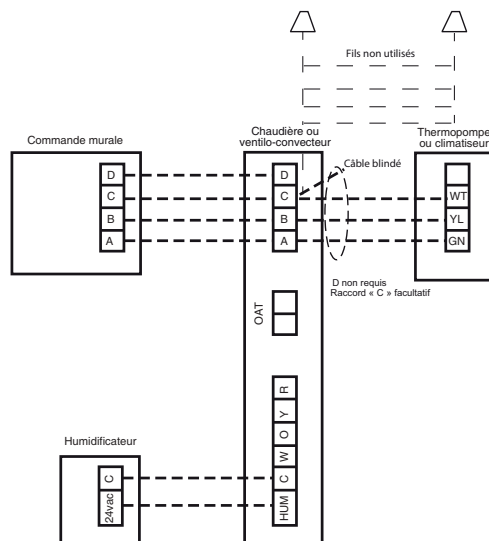 Fils non utilisés
Commande murale
Chaudière ou
ventilo-convecteur
Thermopompe
ou climatiseur
Câble blindé
D
C
B
A
D
C
B
A
WT
YL
GN
D non requis
Raccord « C » facultatif
OAT
R
Y
O
W
C
HUM
Humidificateur
C
24vac